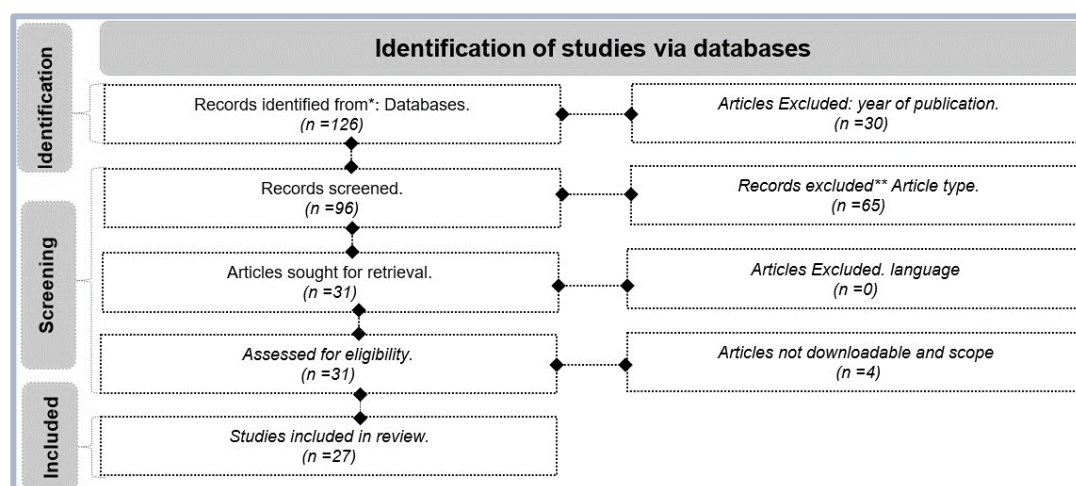 Identification of studies via databases
Identification
Records identified from*: Databases.
(n =126)
Articles Excluded: year of publication.
(n =30)
Screening
Records screened.
(n =96)
Records excluded** Article type.
(n =65)
Articles sought for retrieval.
(n =31)
Articles Excluded. language
(n =0)
Assessed for eligibility.
(n =31)
Articles not downloadable and scope
(n =4)
Included
Studies included in review.
(n =27)